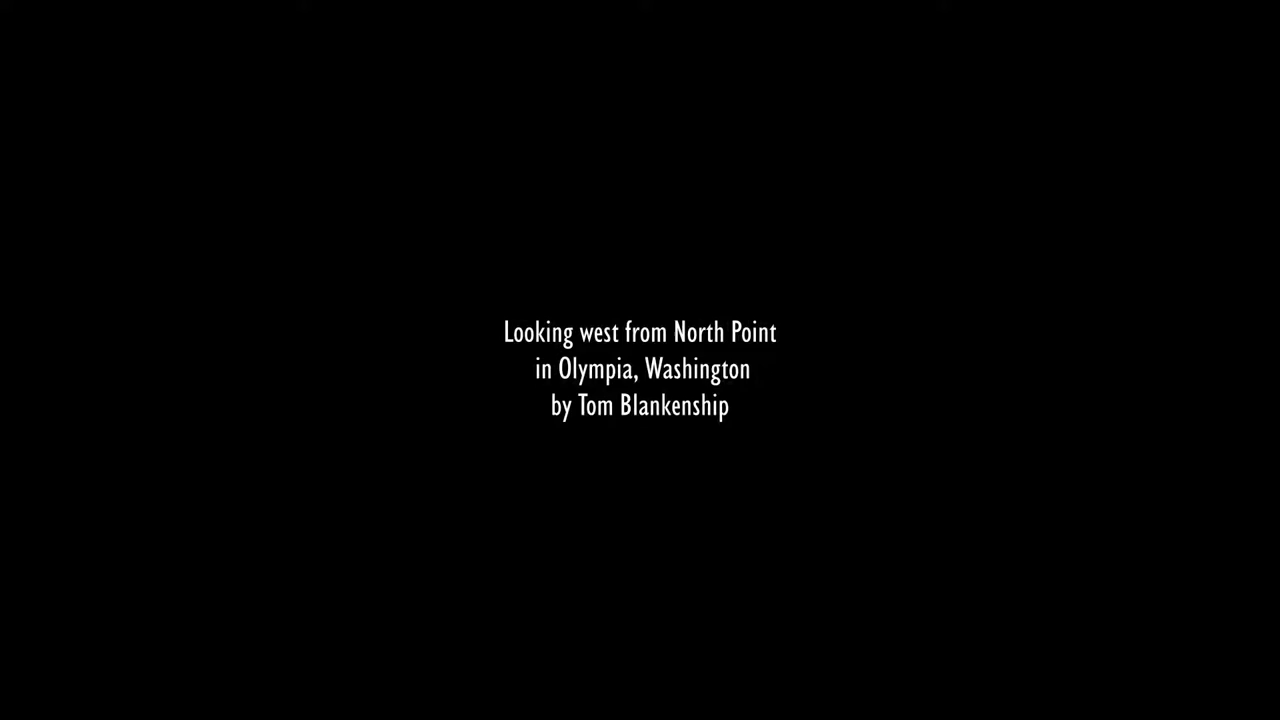 Looking west from North Point
in Olympia, Washington
by Tom Blankenship